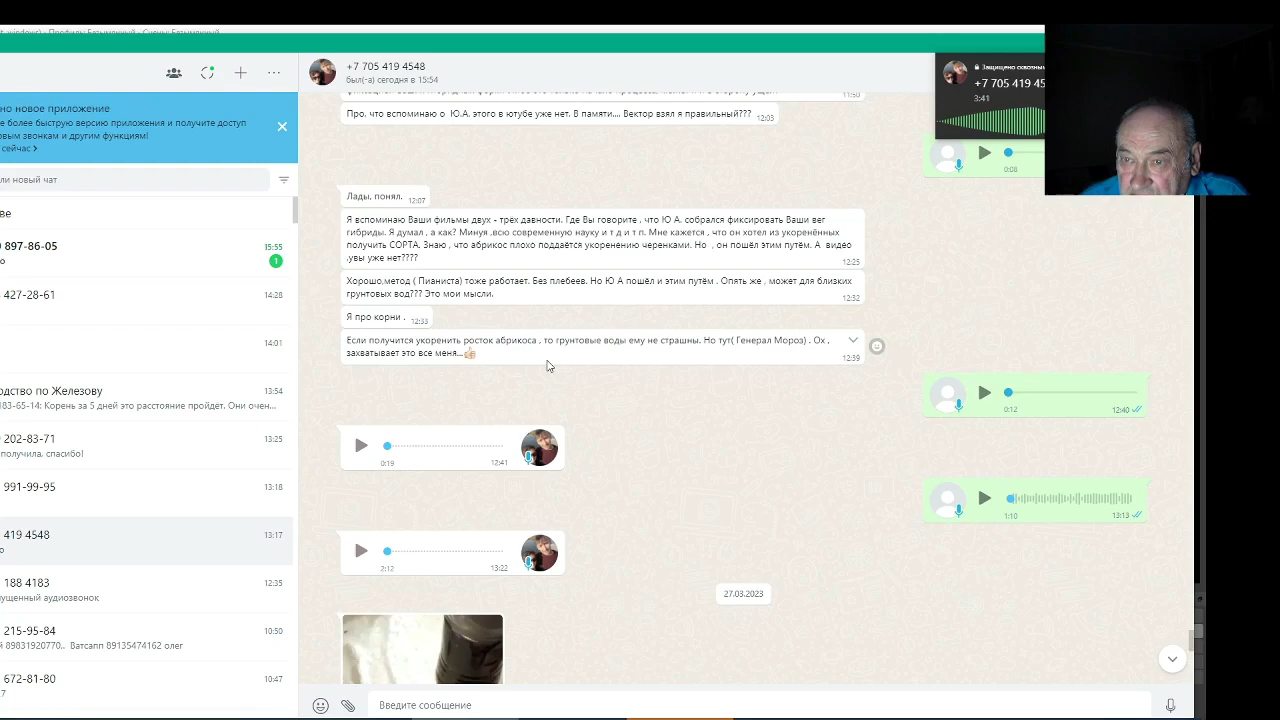 +7 705 419 4548
был(-а) сегодня в 15:54
Защищено сквозным
+7 705 419 45
3:41
но новое приложение
е более быструю версию приложения и получите доступ
овым звонкам и другим функциям!
сейчас >
ли новый чат
ве
897-86-05
15:55
о
1
427-28-61
14:28
14:01
одство по Железову
13:54
183-65-14: Корень за 5 дней это расстояние пройдет. Они очен...
202-83-71
13:25
получила, спасибо!
991-99-95
13:18
419 4548
13:17
о
188 4183
12:35
ущенный аудиозвонок
215-95-84
10:50
й 89831920770.. Ватсапп 89135474162 олег
672-81-80
10:47
11:50
Про, что вспоминаю о Ю.А. этого в ютубе уже нет. В памяти.... Вектор взял я правильный???
12:03
0:08
Лады, понял.
12:07
Я вспоминаю Ваши фильмы двух - трёх давности. Где Вы говорите , что Ю А. собрался фиксировать Ваши вег
гибриды. Я думал , а как? Минуя ,всю современную науку и т д и т п. Мне кажется , что он хотел из укоренённых
получить СОРТА. Знаю , что абрикос плохо поддаётся укоренению черенками. Но , он пошёл этим путём. А видео
,увы уже нет????
12:25
Хорошо,метод ( Пианиста) тоже работает. Без плебеев. Но Ю А пошёл и этим путём . Опять же , может для близких
грунтовых вод??? Это мои мысли.
12:32
Я про корни .
12:33
Если получится укоренить росток абрикоса , то грунтовые воды ему не страшны. Но тут( Генерал Мороз) . Ох ,
захватывает это все меня...👍
12:39
0:12
12:40
0:19
12:41
1:10
13:13
2:12
13:22
27.03.2023
Введите сообщение